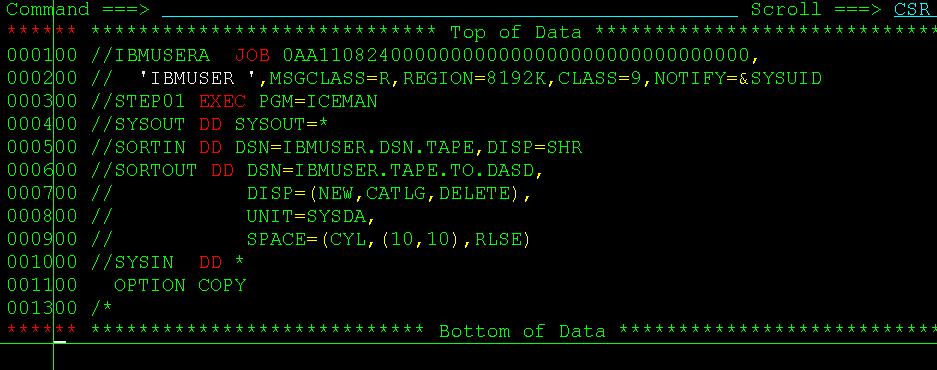 Command ===> Scroll ===> CSR
****** **************************** Top of Data ******************************
000100 //IBMUSERA  JOB 0AA11082400000000000000000000000000000,
000200 //  'IBMUSER ',MSGCLASS=R,REGION=8192K,CLASS=9,NOTIFY=&SYSUID
000300 //STEP01 EXEC PGM=ICEMAN
000400 //SYSOUT DD SYSOUT=*
000500 //SORTIN DD DSN=IBMUSER.DSN.TAPE,DISP=SHR
000600 //SORTOUT DD DSN=IBMUSER.TAPE.TO.DASD,
000700 //            DISP=(NEW,CATLG,DELETE),
000800 //            UNIT=SYSDA,
000900 //            SPACE=(CYL,(10,10),RLSE)
001000 //SYSIN  DD *
001100   OPTION COPY
001300 /*
****** **************************** Bottom of Data ***************************